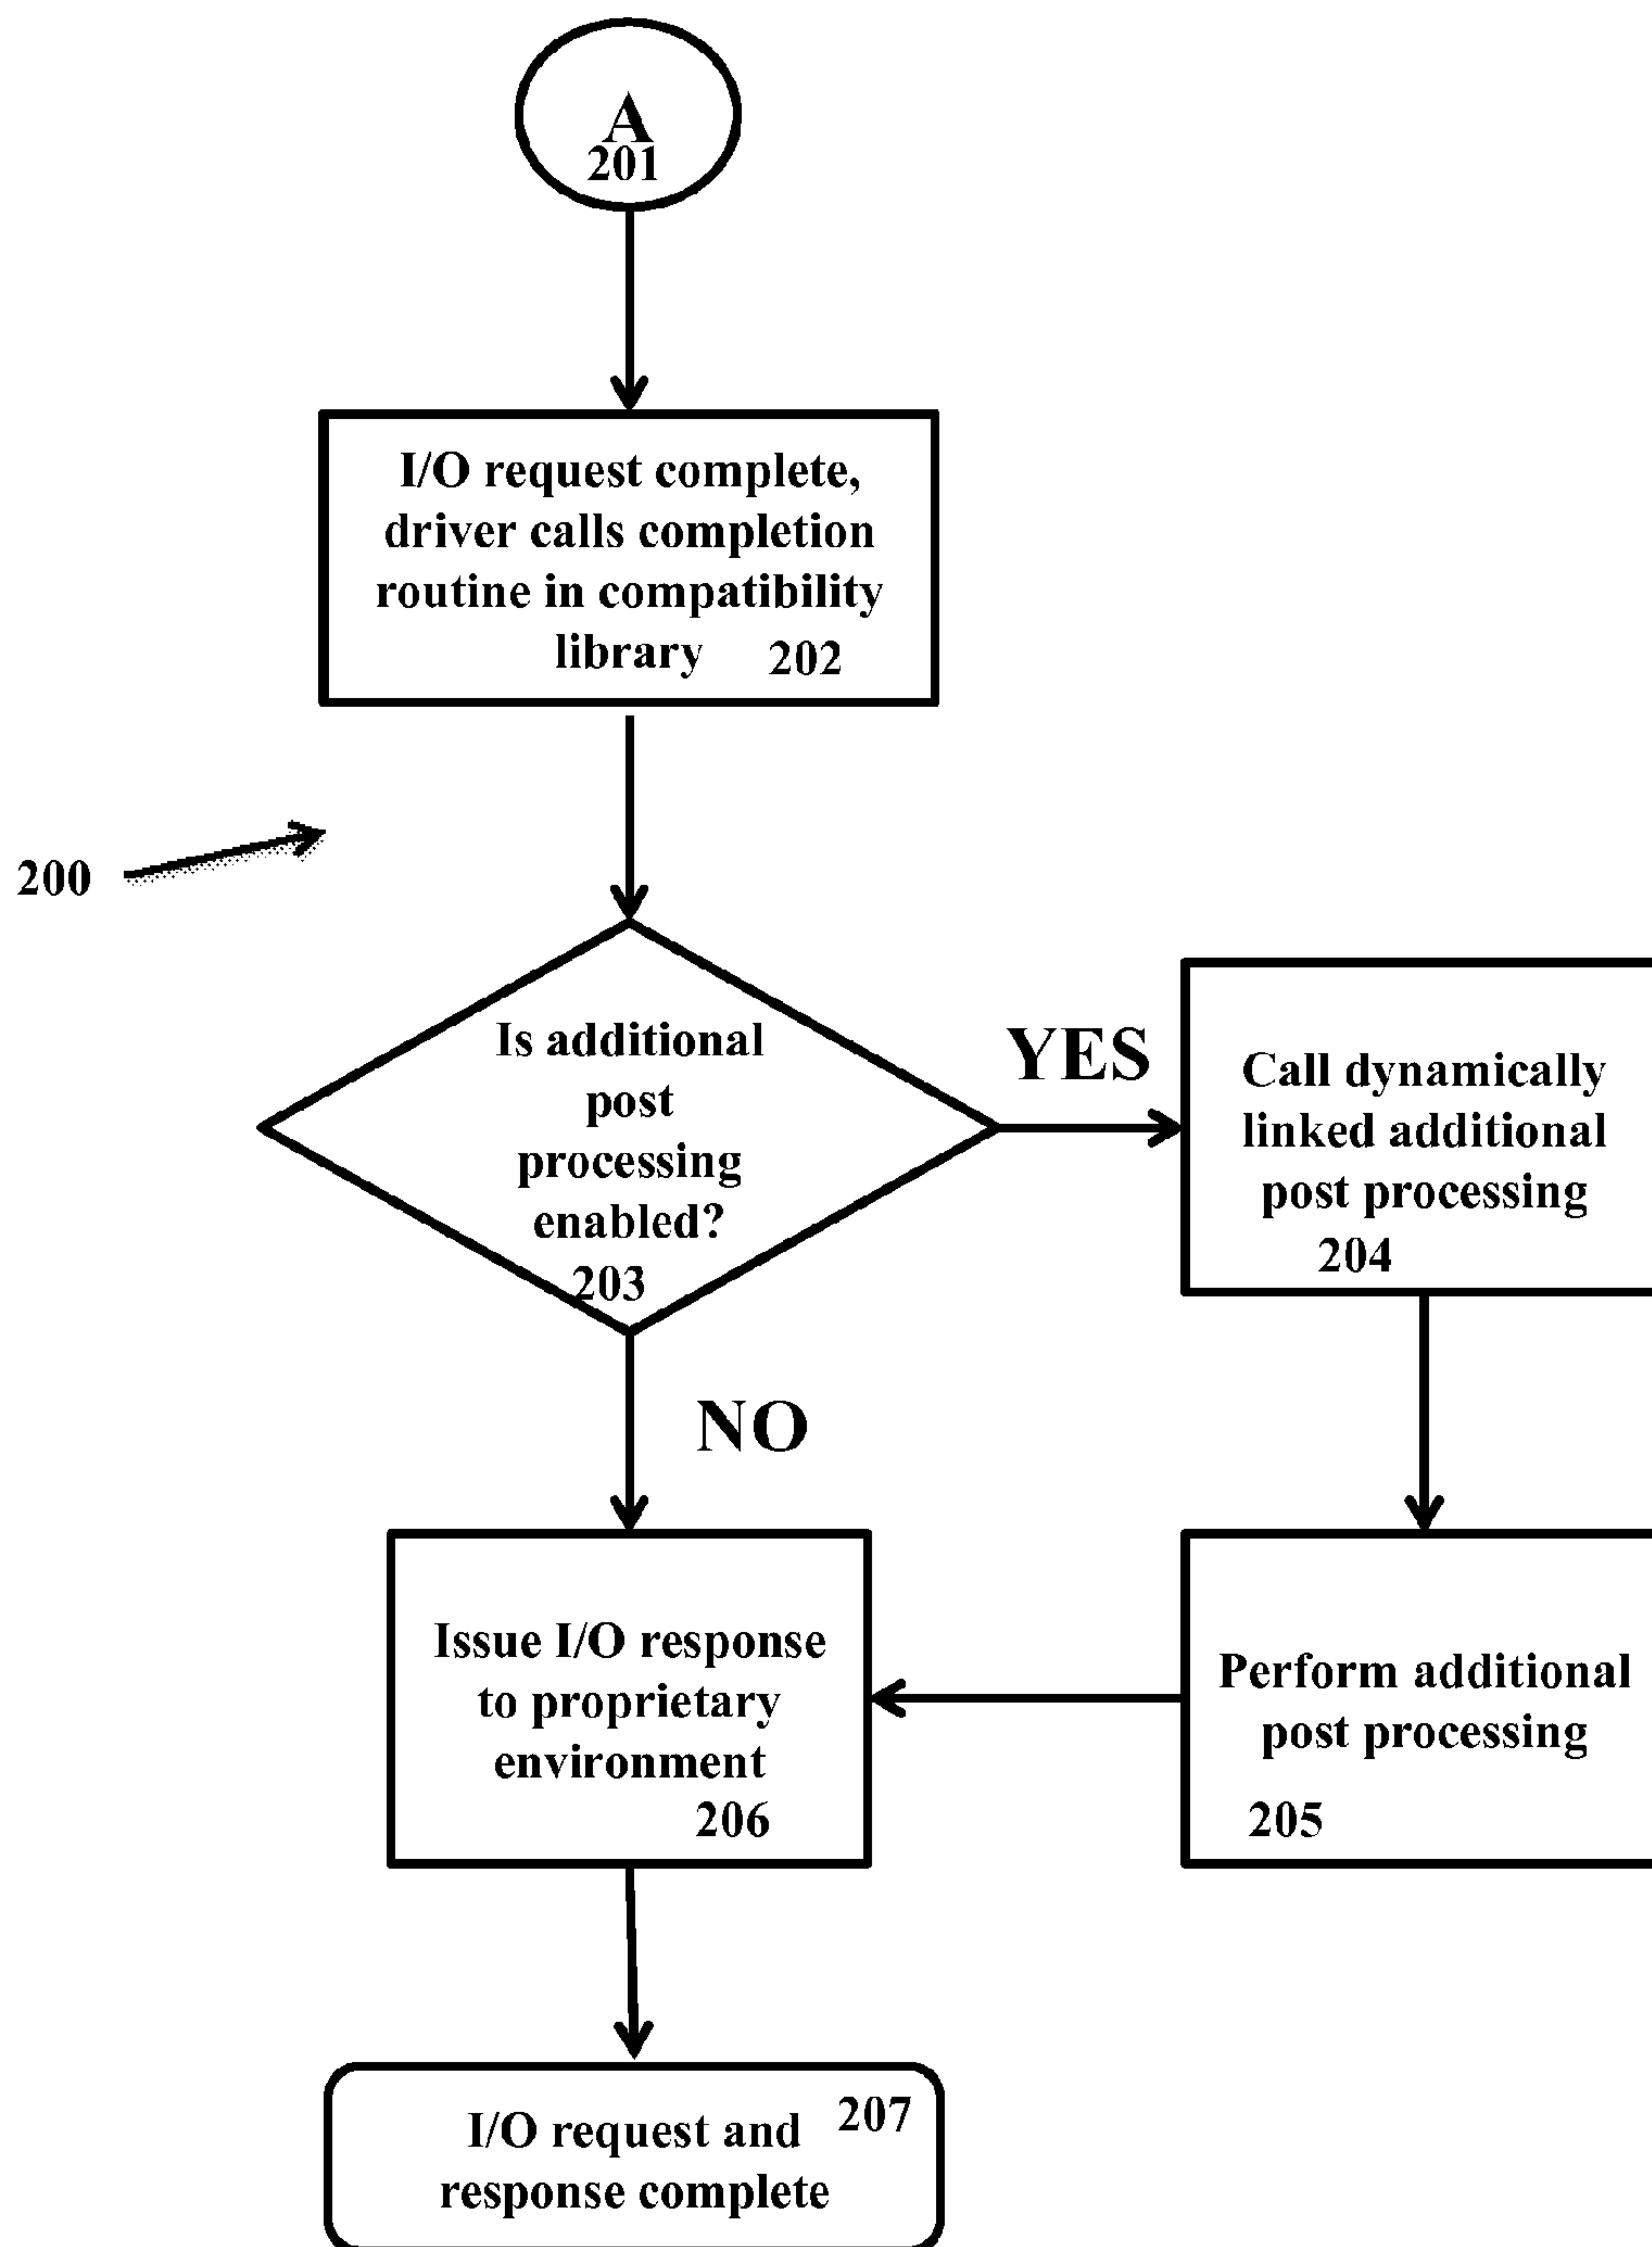 A
201
I/O request complete,
driver calls completion
routine in compatibility
library 202
200
Is additional
post
processing
enabled?
203
YES
Call dynamically
linked additional
post processing
204
NO
Issue I/O response
to proprietary
environment
206
Perform additional
post processing
205
I/O request and 207
response complete